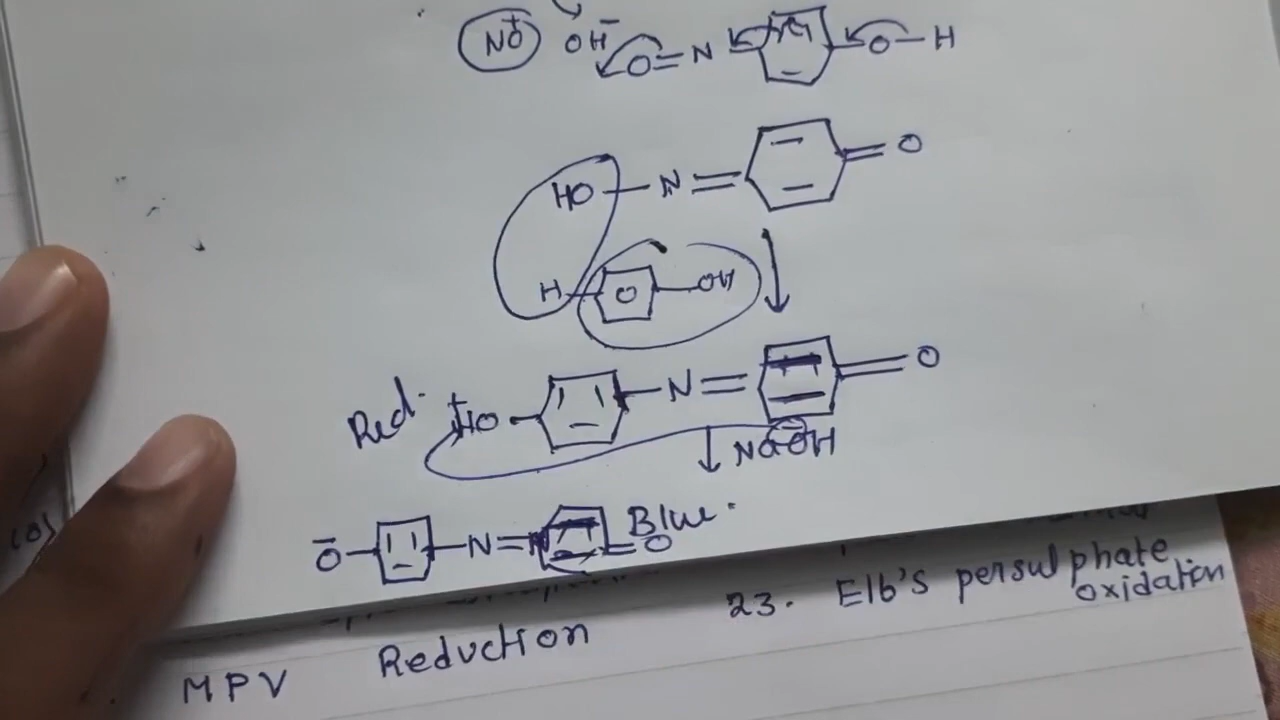 NO+ OH- O=N O-H
HO-N= =O
H- O -OH
Red. HO- -N= =O
NaOH
-O- -N= =O Blue.
23. Elb's persulphate
oxidation
MPV Reduction